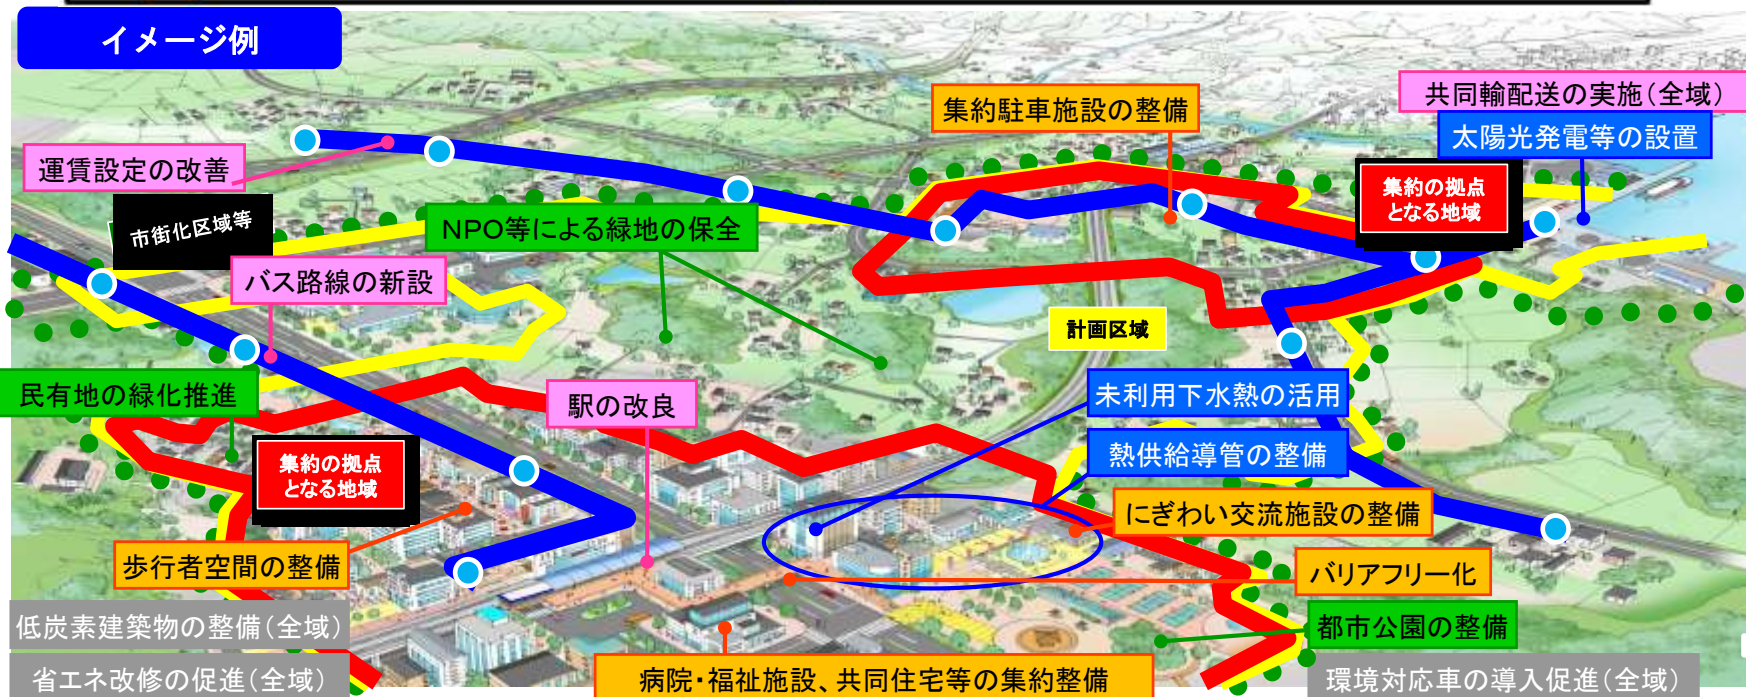 イメージ例
集約駐車施設の整備
共同輸配送の実施(全域)
太陽光発電等の設置
運賃設定の改善
集約の拠点
となる地域
市街化区域等
NPO等による緑地の保全
バス路線の新設
計画区域
民有地の緑化推進
駅の改良
未利用下水熱の活用
熱供給導管の整備
集約の拠点
となる地域
にぎわい交流施設の整備
歩行者空間の整備
バリアフリー化
低炭素建築物の整備(全域)
都市公園の整備
省エネ改修の促進(全域)
病院・福祉施設、共同住宅等の集約整備
環境対応車の導入促進(全域)